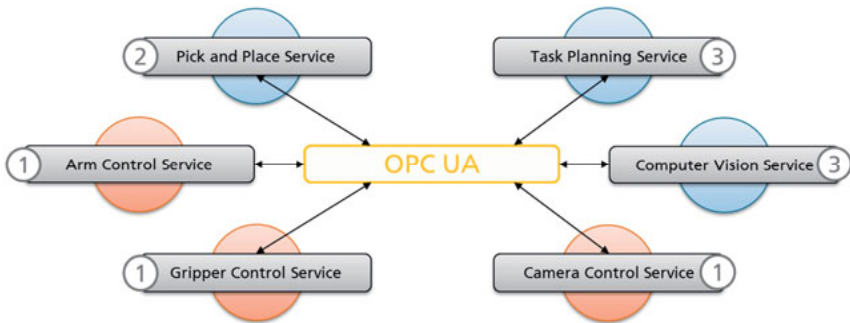 2 Pick and Place Service
Task Planning Service 3
1 Arm Control Service
OPC UA
Computer Vision Service 3
1 Gripper Control Service
Camera Control Service 1